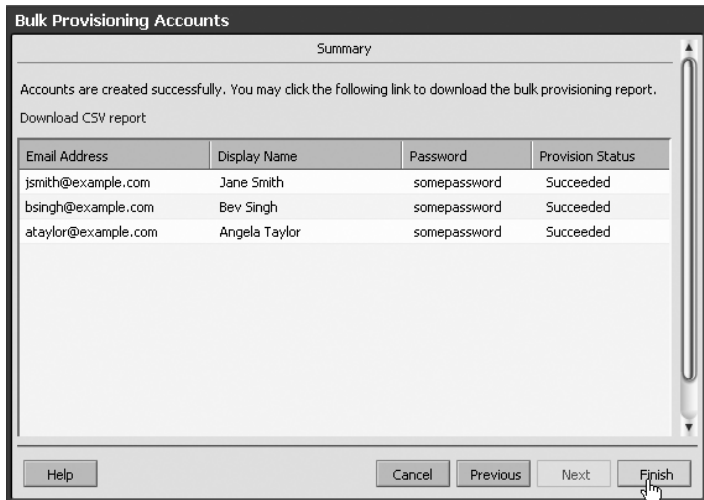 Bulk Provisioning Accounts
Summary
Accounts are created successfully. You may click the following link to download the bulk provisioning report.
Download CSV report
Email Address Display Name Password Provision Status
jsmith@example.com Jane Smith somepassword Succeeded
bsingh@example.com Bev Singh somepassword Succeeded
ataylor@example.com Angela Taylor somepassword Succeeded
Help Cancel Previous Next Finish